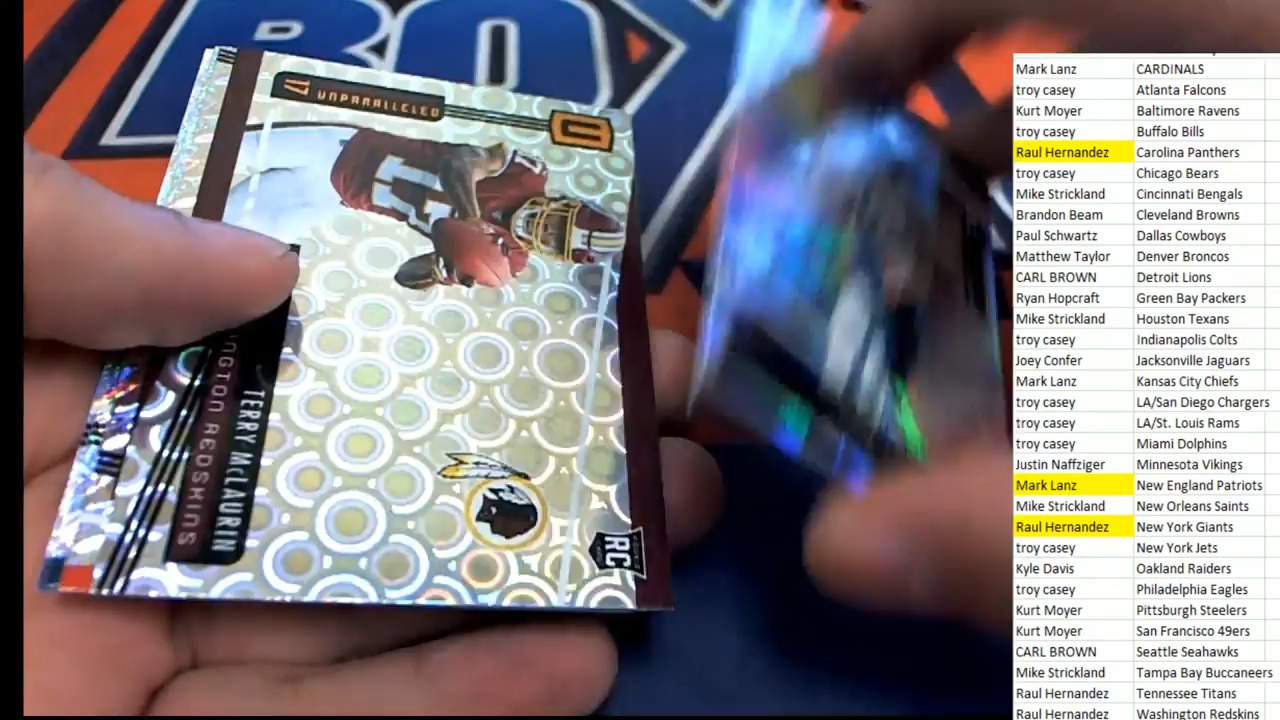 BOX
17 UNPARALLELED
TERRY McLAURIN
NGTON REDSKINS
RC
Mark Lanz CARDINALS
troy casey Atlanta Falcons
Kurt Moyer Baltimore Ravens
troy casey Buffalo Bills
Raul Hernandez Carolina Panthers
troy casey Chicago Bears
Mike Strickland Cincinnati Bengals
Brandon Beam Cleveland Browns
Paul Schwartz Dallas Cowboys
Matthew Taylor Denver Broncos
CARL BROWN Detroit Lions
Ryan Hopcraft Green Bay Packers
Mike Strickland Houston Texans
troy casey Indianapolis Colts
Joey Confer Jacksonville Jaguars
Mark Lanz Kansas City Chiefs
troy casey LA/San Diego Chargers
troy casey LA/St. Louis Rams
troy casey Miami Dolphins
Justin Naffziger Minnesota Vikings
Mark Lanz New England Patriots
Mike Strickland New Orleans Saints
Raul Hernandez New York Giants
troy casey New York Jets
Kyle Davis Oakland Raiders
troy casey Philadelphia Eagles
Kurt Moyer Pittsburgh Steelers
Kurt Moyer San Francisco 49ers
CARL BROWN Seattle Seahawks
Mike Strickland Tampa Bay Buccaneers
Raul Hernandez Tennessee Titans
Raul Hernandez Washington Redskins